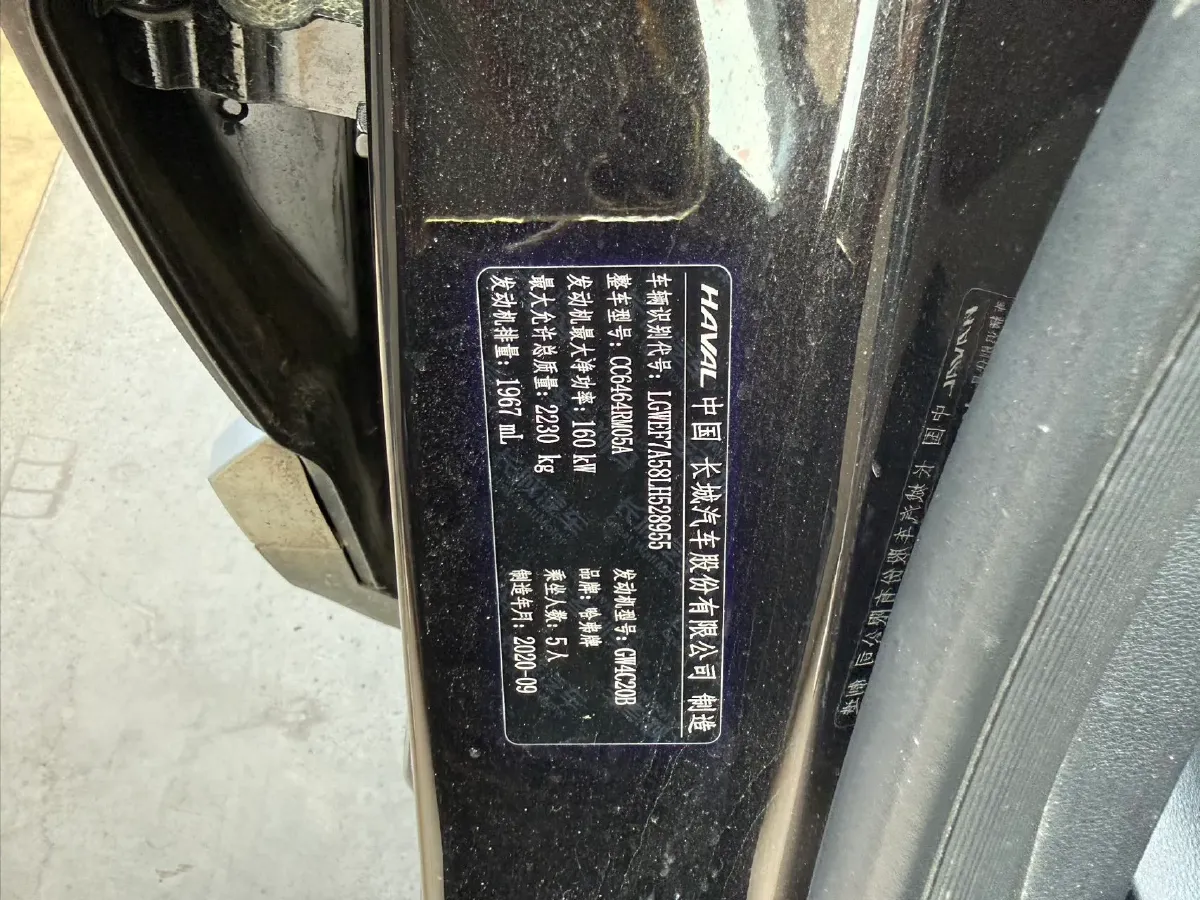 HAVAL 中国 长城汽车股份有限公司 制造
车辆识别代号：LGWEF7A58LH528955
整车型号：CC6464RM05A 发动机型号：GW4C20B
发动机最大净功率：160 kW 品牌：哈弗牌
最大允许总质量：2230 kg 乘坐人数：5人
发动机排量：1967 mL 制造年月：2020-09